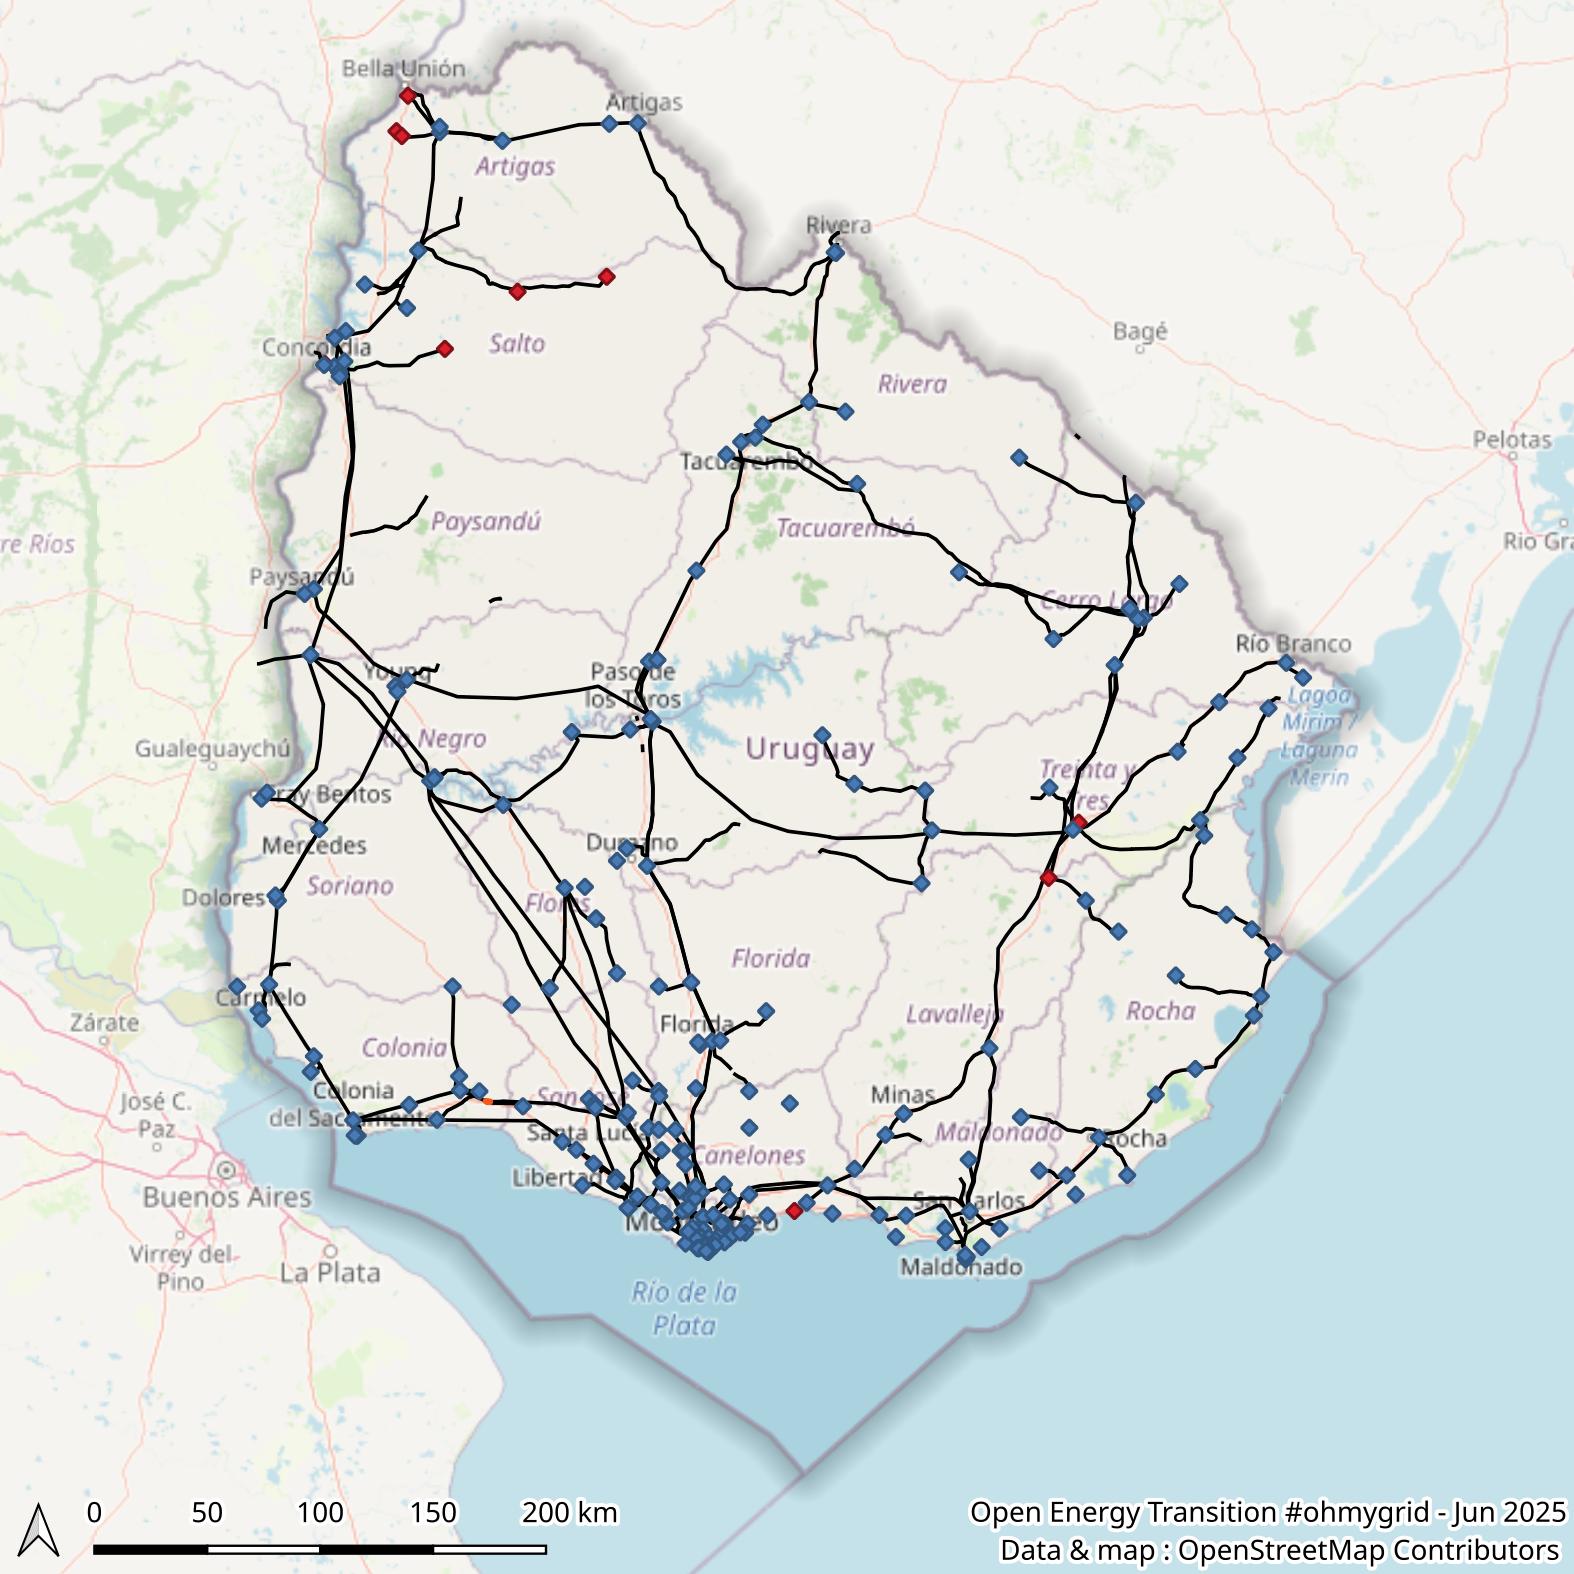 Bella Unión
Artigas
Artigas
Rivera
Concordia
Salto
Bagé
Rivera
Pelotas
Tacuarembó
Paysandú
Tacuarembó
re Ríos
Rio Gra
Paysandú
Cerro Largo
Río Branco
Young
Paso de
los Toros
Lagoa
Mirim /
Laguna
Merín
Río Negro
Gualeguaychú
Uruguay
Treinta y
Tres
Fray Bentos
Mercedes
Durazno
Soriano
Dolores
Flores
Florida
Carmelo
Zárate
Florida
Lavalleja
Rocha
Colonia
Colonia
del Sacramento
San José
Minas
José C.
Paz
Santa Lucía
Maldonado
Rocha
Canelones
Libertad
Buenos Aires
San Carlos
Montevideo
Virrey del
Pino
La Plata
Maldonado
Río de la
Plata
0 50 100 150 200 km
Open Energy Transition #ohmygrid - Jun 2025
Data & map : OpenStreetMap Contributors